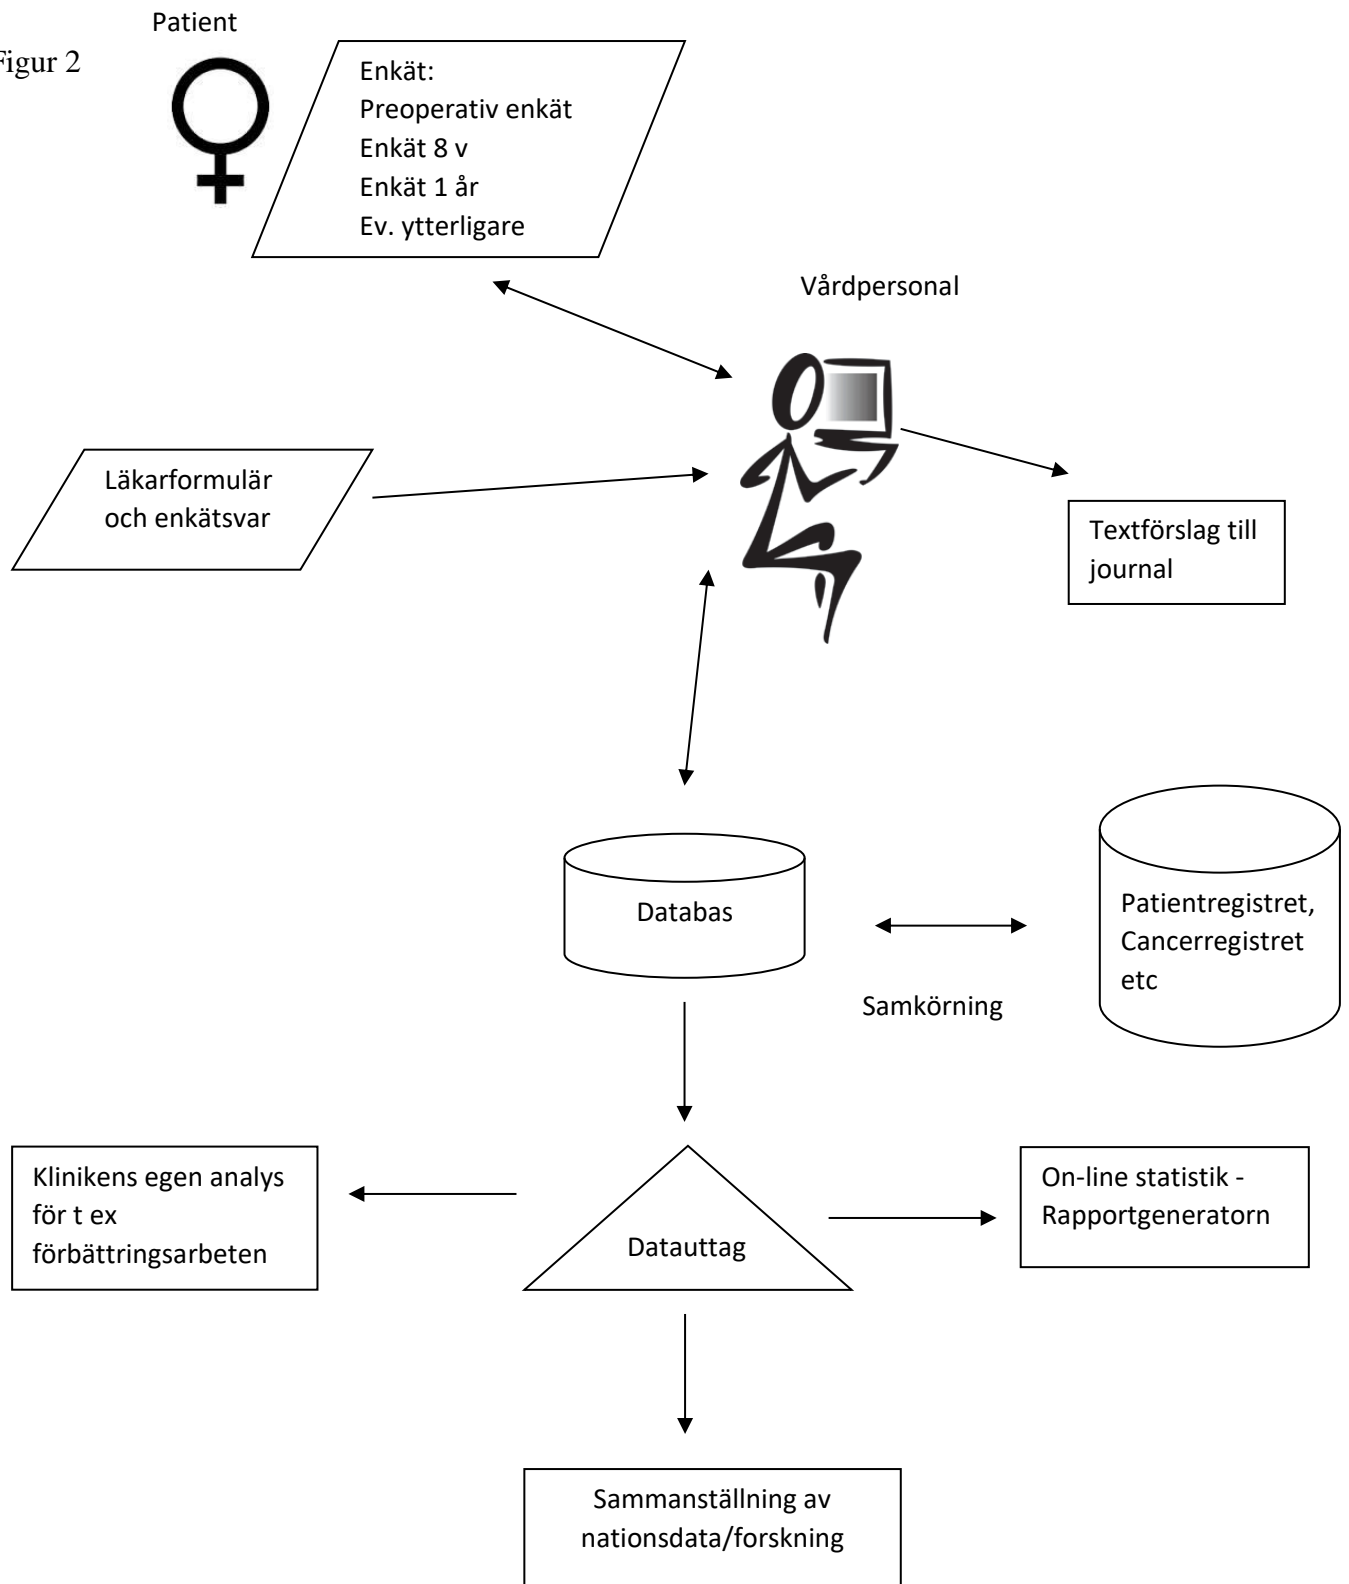 Patient
Figur 2
Enkät:
Preoperativ enkät
Enkät 8 v
Enkät 1 år
Ev. ytterligare
Vårdpersonal
Läkarformulär
och enkätsvar
Textförslag till
journal
Databas
Patientregistret,
Cancerregistret
etc
Samkörning
Klinikens egen analys
för t ex
förbättringsarbeten
Datauttag
On-line statistik -
Rapportgeneratorn
Sammanställning av
nationsdata/forskning